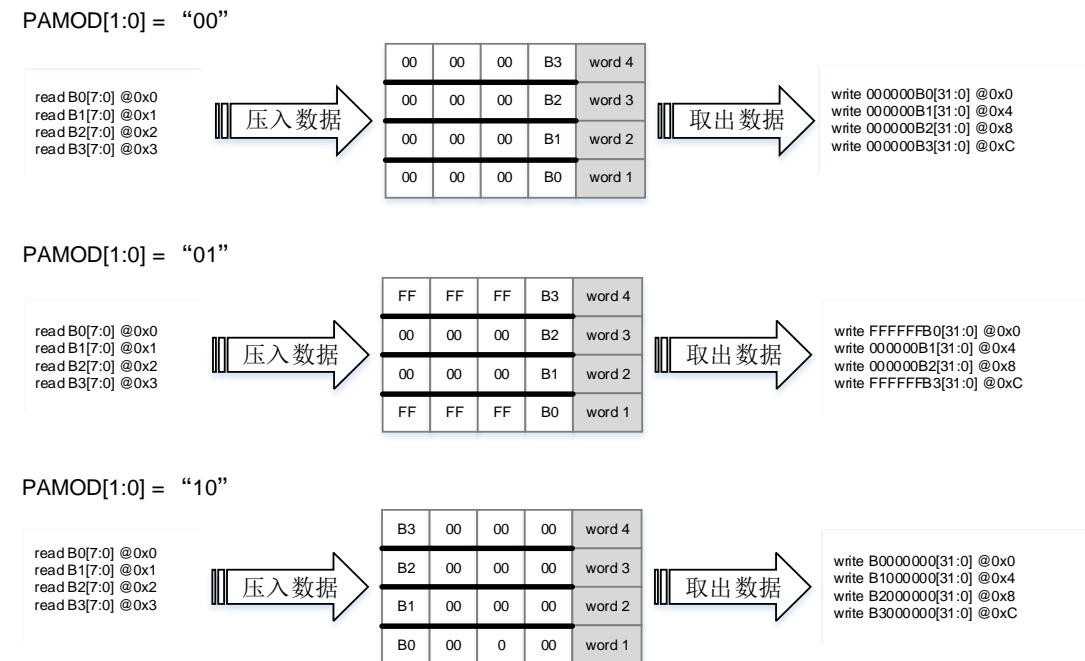 PAMOD[1:0] = “00”
read B0[7:0] @0x0
read B1[7:0] @0x1
read B2[7:0] @0x2
read B3[7:0] @0x3
压入数据
00 00 00 B3 word 4
00 00 00 B2 word 3
00 00 00 B1 word 2
00 00 00 B0 word 1
取出数据
write 000000B0[31:0] @0x0
write 000000B1[31:0] @0x4
write 000000B2[31:0] @0x8
write 000000B3[31:0] @0xC
PAMOD[1:0] = “01”
read B0[7:0] @0x0
read B1[7:0] @0x1
read B2[7:0] @0x2
read B3[7:0] @0x3
压入数据
FF FF FF B3 word 4
00 00 00 B2 word 3
00 00 00 B1 word 2
FF FF FF B0 word 1
取出数据
write FFFFFFB0[31:0] @0x0
write 000000B1[31:0] @0x4
write 000000B2[31:0] @0x8
write FFFFFFB3[31:0] @0xC
PAMOD[1:0] = “10”
read B0[7:0] @0x0
read B1[7:0] @0x1
read B2[7:0] @0x2
read B3[7:0] @0x3
压入数据
B3 00 00 00 word 4
B2 00 00 00 word 3
B1 00 00 00 word 2
B0 00 0 00 word 1
取出数据
write B0000000[31:0] @0x0
write B1000000[31:0] @0x4
write B2000000[31:0] @0x8
write B3000000[31:0] @0xC